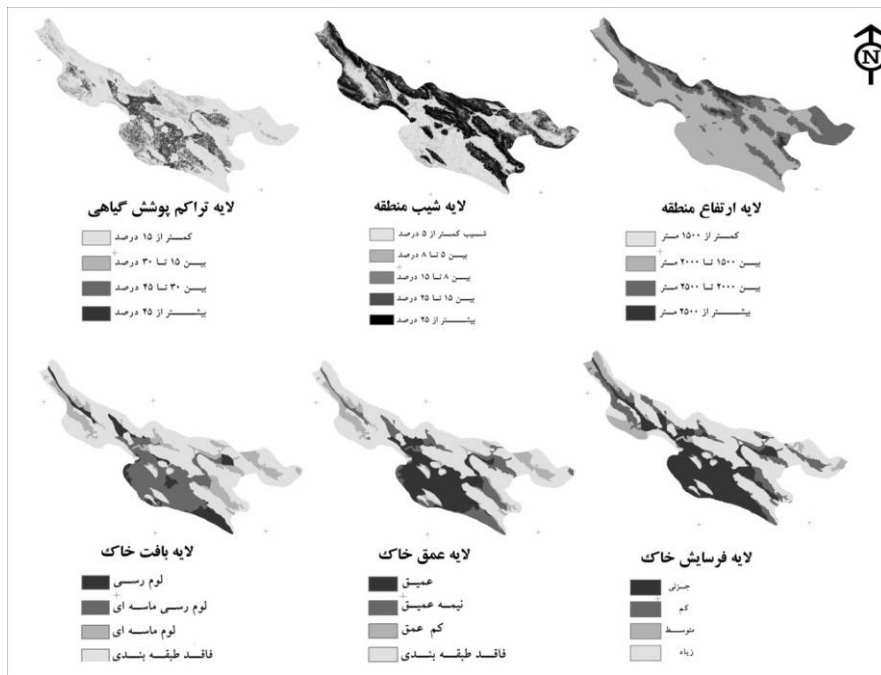 N
لایه تراکم پوشش گیاهی
کمتر از ۱۵ درصد
بین ۱۵ تا ۳۰ درصد
بین ۳۰ تا ۴۵ درصد
بیشتر از ۴۵ درصد
لایه شیب منطقه
شیب کمتر از ۵ درصد
بین ۵ تا ۸ درصد
بین ۸ تا ۱۵ درصد
بین ۱۵ تا ۲۵ درصد
بیشتر از ۲۵ درصد
لایه ارتفاع منطقه
کمتر از ۱۵۰۰ متر
بین ۱۵۰۰ تا ۲۰۰۰ متر
بین ۲۰۰۰ تا ۲۵۰۰ متر
بیشتر از ۲۵۰۰ متر
لایه بافت خاک
لوم رسی
لوم رسی ماسه ای
لوم ماسه ای
فاقد طبقه بندی
لایه عمق خاک
عمیق
نیمه عمیق
کم عمق
فاقد طبقه بندی
لایه فرسایش خاک
جزئی
کم
متوسط
زیاد